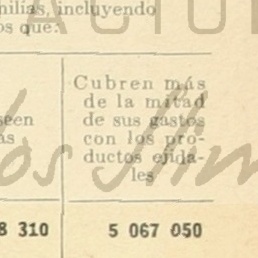 milias, incluyendo
os que:
Cubren más
de la mitad
de sus gastos
con los pro-
ductos ejida-
les
seen
as
8 310 5 067 050